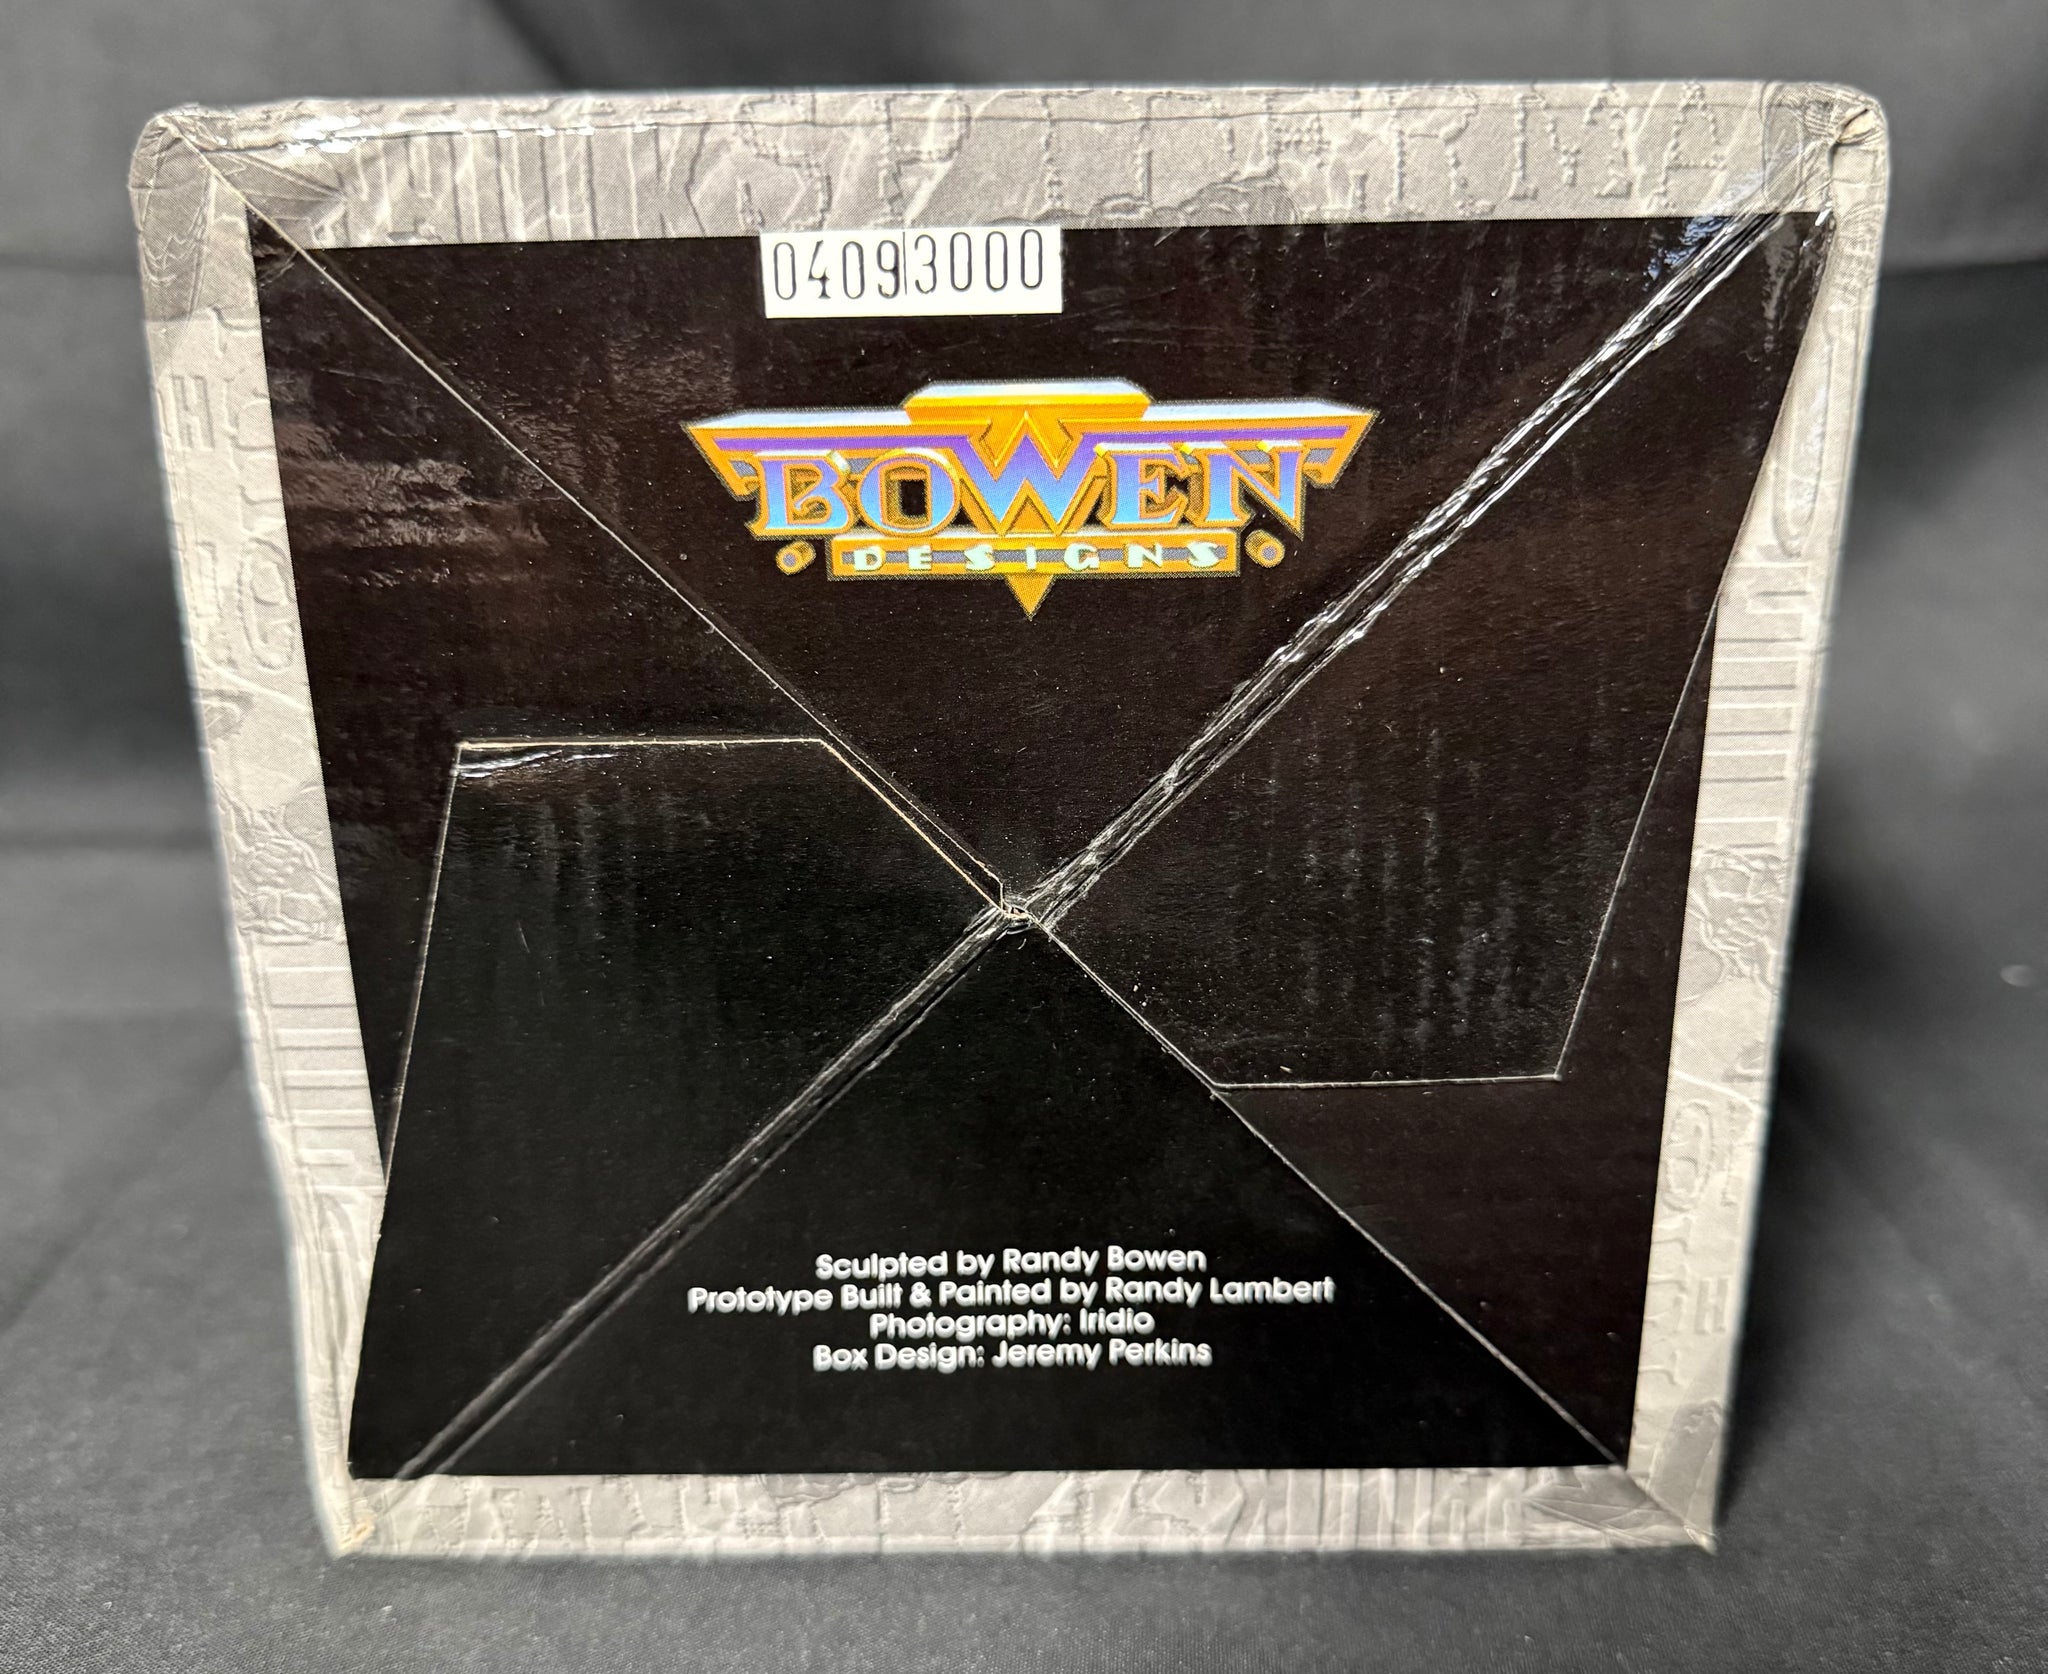 0409/3000
BOWEN
DESIGNS
Sculpted by Randy Bowen
Prototype Built & Painted by Randy Lambert
Photography: Iridio
Box Design: Jeremy Perkins